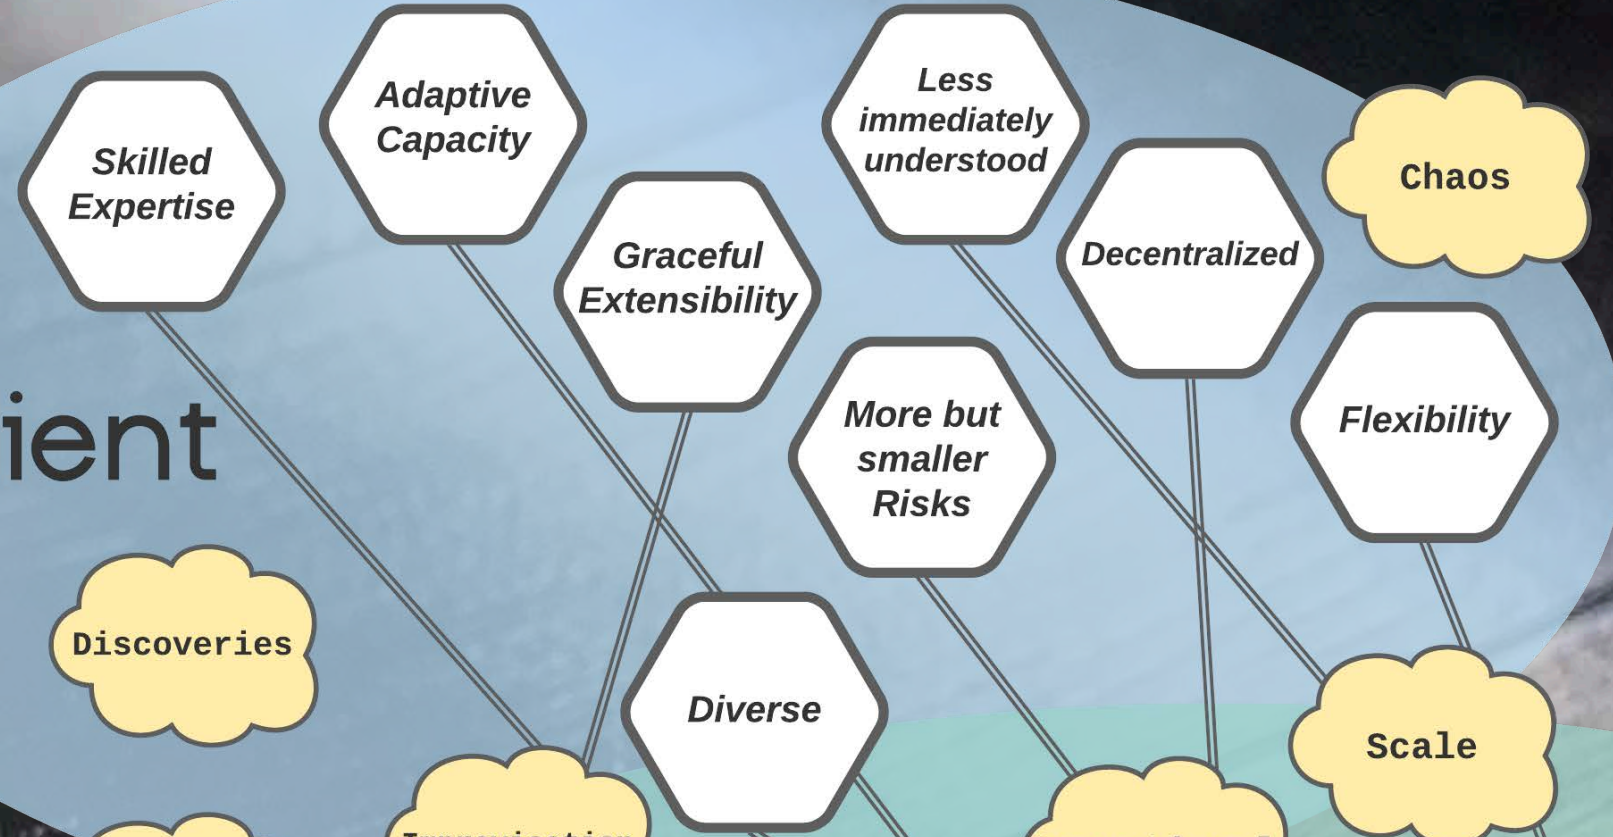 Skilled
Expertise
Adaptive
Capacity
Graceful
Extensibility
Less
immediately
understood
Decentralized
Chaos
More but
smaller
Risks
Flexibility
ient
Discoveries
Diverse
Scale